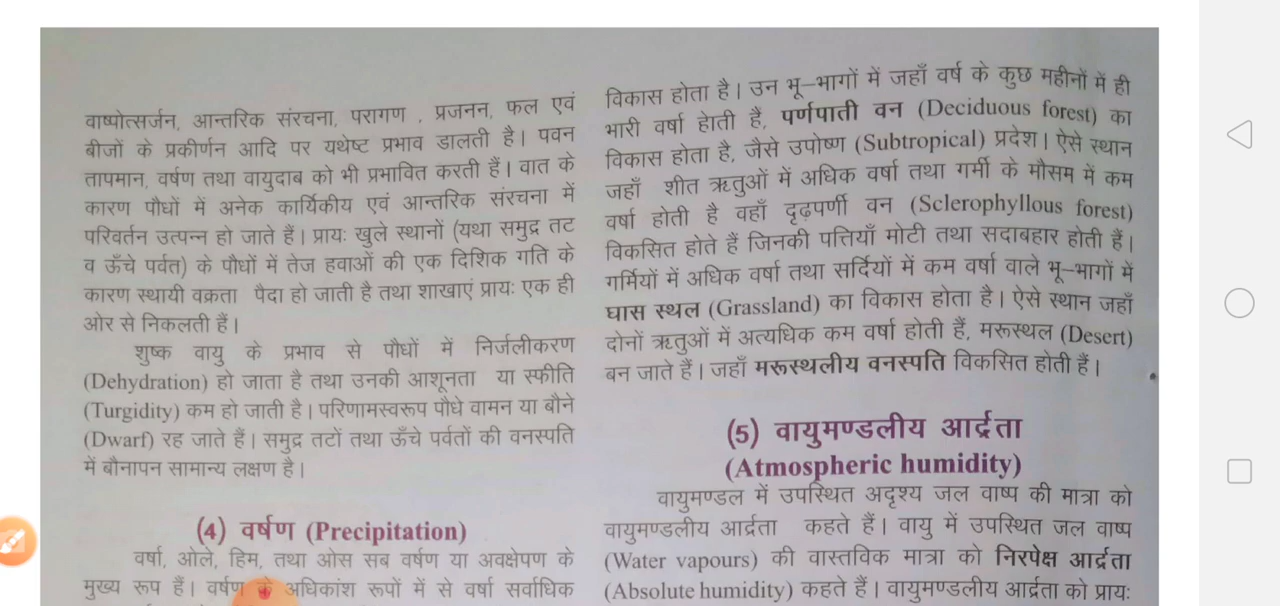 वाष्पोत्सर्जन, आन्तरिक संरचना, परागण , प्रजनन, फल एवं
बीजों के प्रकीर्णन आदि पर यथेष्ट प्रभाव डालती है। पवन
तापमान, वर्षण तथा वायुदाब को भी प्रभावित करती हैं। वात के
कारण पौधों में अनेक कार्यिकीय एवं आन्तरिक संरचना में
परिवर्तन उत्पन्न हो जाते हैं। प्रायः खुले स्थानों (यथा समुद्र तट
व ऊँचे पर्वत) के पौधों में तेज हवाओं की एक दिशिक गति के
कारण स्थायी वक्रता पैदा हो जाती है तथा शाखाएं प्रायः एक ही
ओर से निकलती हैं।
शुष्क वायु के प्रभाव से पौधों में निर्जलीकरण
(Dehydration) हो जाता है तथा उनकी आशूनता या स्फीति
(Turgidity) कम हो जाती है। परिणामस्वरूप पौधे वामन या बौने
(Dwarf) रह जाते हैं। समुद्र तटों तथा ऊँचे पर्वतों की वनस्पति
में बौनापन सामान्य लक्षण है।
(4) वर्षण (Precipitation)
वर्षा, ओले, हिम, तथा ओस सब वर्षण या अवक्षेपण के
मुख्य रूप हैं। वर्षण के अधिकांश रूपों में से वर्षा सर्वाधिक
विकास होता है। उन भू–भागों में जहाँ वर्ष के कुछ महीनों में ही
भारी वर्षा हेाती हैं, पर्णपाती वन (Deciduous forest) का
विकास होता है, जैसे उपोष्ण (Subtropical) प्रदेश। ऐसे स्थान
जहाँ शीत ऋतुओं में अधिक वर्षा तथा गर्मी के मौसम में कम
वर्षा होती है वहाँ दृढ़पर्णी वन (Sclerophyllous forest)
विकसित होते हैं जिनकी पत्तियाँ मोटी तथा सदाबहार होती हैं।
गर्मियों में अधिक वर्षा तथा सर्दियों में कम वर्षा वाले भू–भागों में
घास स्थल (Grassland) का विकास होता है। ऐसे स्थान जहाँ
दोनों ऋतुओं में अत्यधिक कम वर्षा होती हैं, मरूस्थल (Desert)
बन जाते हैं। जहाँ मरूस्थलीय वनस्पति विकसित होती हैं।
(5) वायुमण्डलीय आर्द्रता
(Atmospheric humidity)
वायुमण्डल में उपस्थित अदृश्य जल वाष्प की मात्रा को
वायुमण्डलीय आर्द्रता कहते हैं। वायु में उपस्थित जल वाष्प
(Water vapours) की वास्तविक मात्रा को निरपेक्ष आर्द्रता
(Absolute humidity) कहते हैं। वायुमण्डलीय आर्द्रता को प्रायः